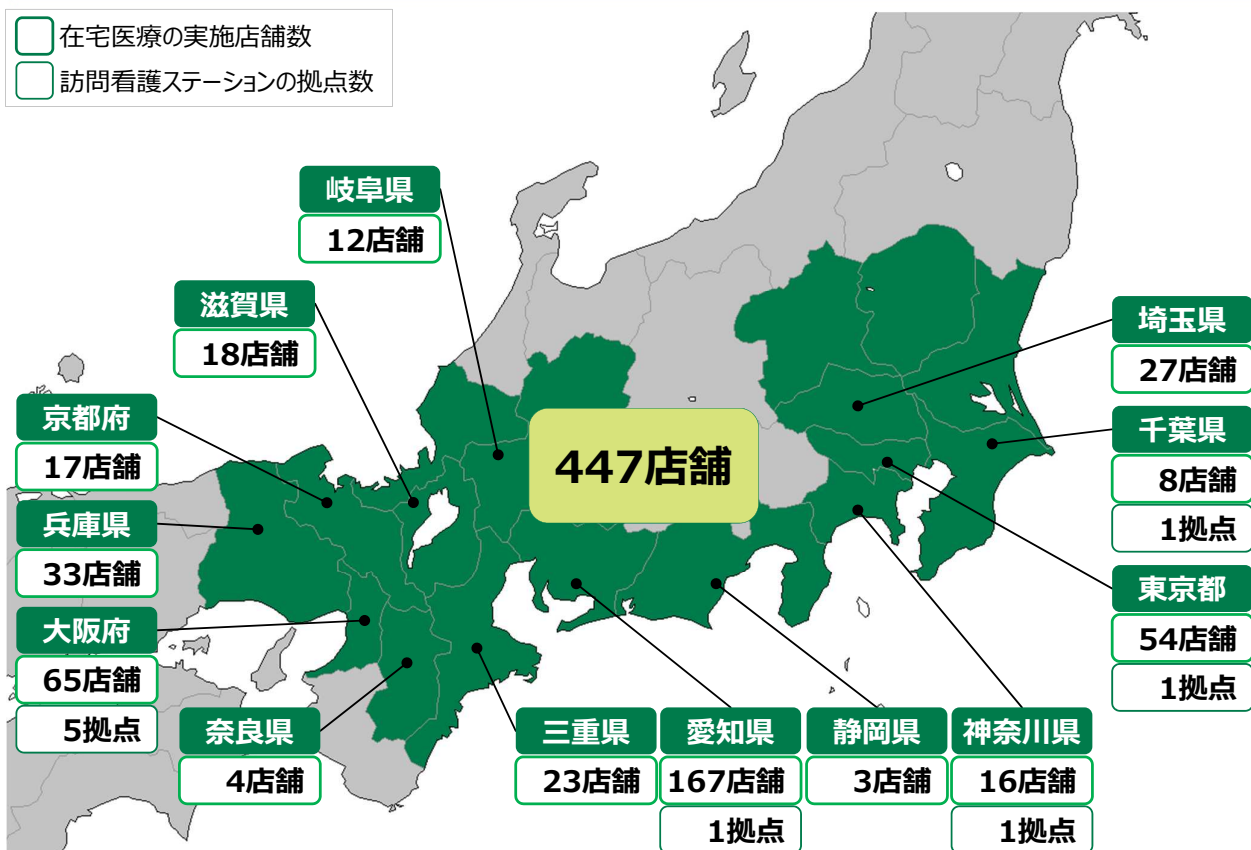 在宅医療の実施店舗数
訪問看護ステーションの拠点数
岐阜県
12店舗
滋賀県
18店舗
京都府
17店舗
兵庫県
33店舗
大阪府
65店舗
5拠点
奈良県
4店舗
447店舗
三重県
23店舗
愛知県
167店舗
1拠点
静岡県
3店舗
神奈川県
16店舗
1拠点
埼玉県
27店舗
千葉県
8店舗
1拠点
東京都
54店舗
1拠点